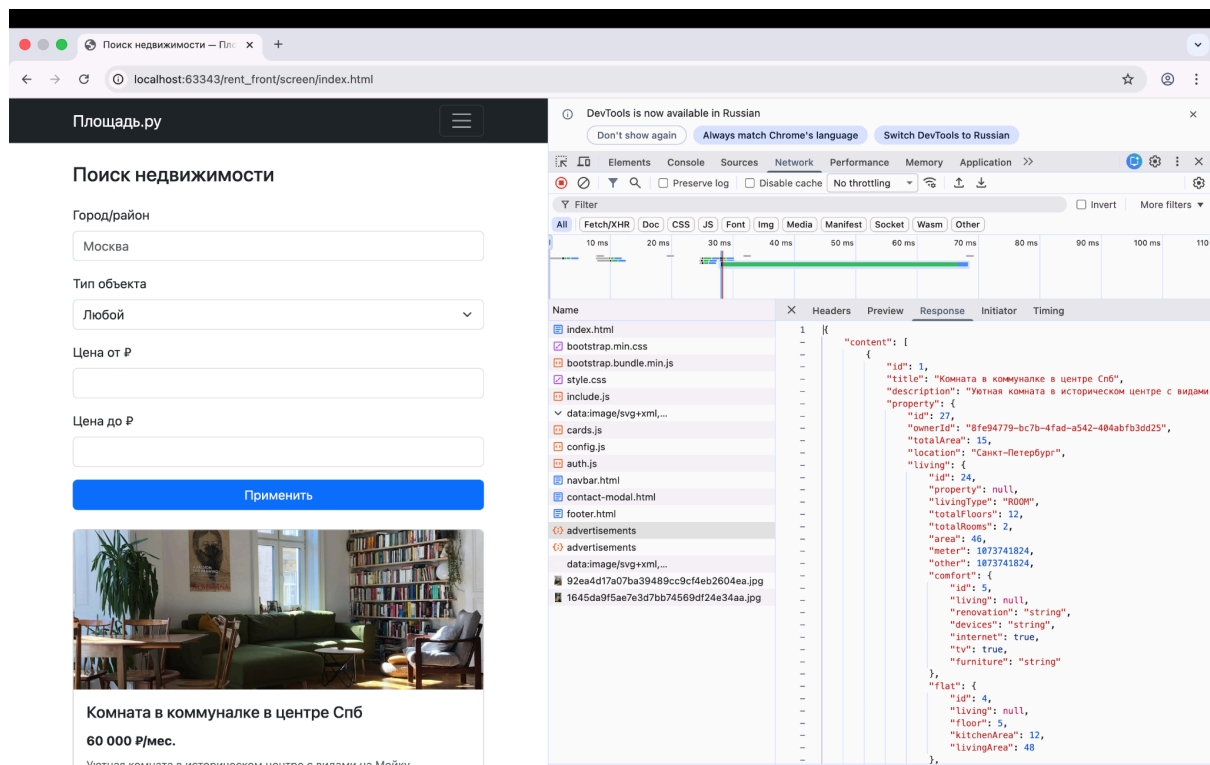 Поиск недвижимости — Пло
localhost:63343/rent_front/screen/index.html
Площадь.ру
Поиск недвижимости
Город/район
Москва
Тип объекта
Любой
Цена от ₽
Цена до ₽
Применить
Комната в коммуналке в центре Спб
60 000 ₽/мес.
Уютная комната в историческом центре с видами на Мойку
DevTools is now available in Russian
Don't show again Always match Chrome's language Switch DevTools to Russian
Elements Console Sources Network Performance Memory Application
Preserve log Disable cache No throttling
Filter Invert More filters
All Fetch/XHR Doc CSS JS Font Img Media Manifest Socket Wasm Other
10 ms 20 ms 30 ms 40 ms 50 ms 60 ms 70 ms 80 ms 90 ms 100 ms 110
Name
index.html
bootstrap.min.css
bootstrap.bundle.min.js
style.css
include.js
data:image/svg+xml,...
cards.js
config.js
auth.js
navbar.html
contact-modal.html
footer.html
advertisements
advertisements
data:image/svg+xml,...
92ea4d17a07ba39489cc9cf4eb2604ea.jpg
1645da9f5ae7e3d7bb74569df24e34aa.jpg
Headers Preview Response Initiator Timing
1 {
- "content": [
- {
- "id": 1,
- "title": "Комната в коммуналке в центре Спб",
- "description": "Уютная комната в историческом центре с видами
- "property": {
- "id": 27,
- "ownerId": "8fe94779-bc7b-4fad-a542-404abfb3dd25",
- "totalArea": 15,
- "location": "Санкт-Петербург",
- "living": {
- "id": 24,
- "property": null,
- "livingType": "ROOM",
- "totalFloors": 12,
- "totalRooms": 2,
- "area": 46,
- "meter": 1073741824,
- "other": 1073741824,
- "comfort": {
- "id": 5,
- "living": null,
- "renovation": "string",
- "devices": "string",
- "internet": true,
- "tv": true,
- "furniture": "string"
- },
- "flat": {
- "id": 4,
- "living": null,
- "floor": 5,
- "kitchenArea": 12,
- "livingArea": 48
- },